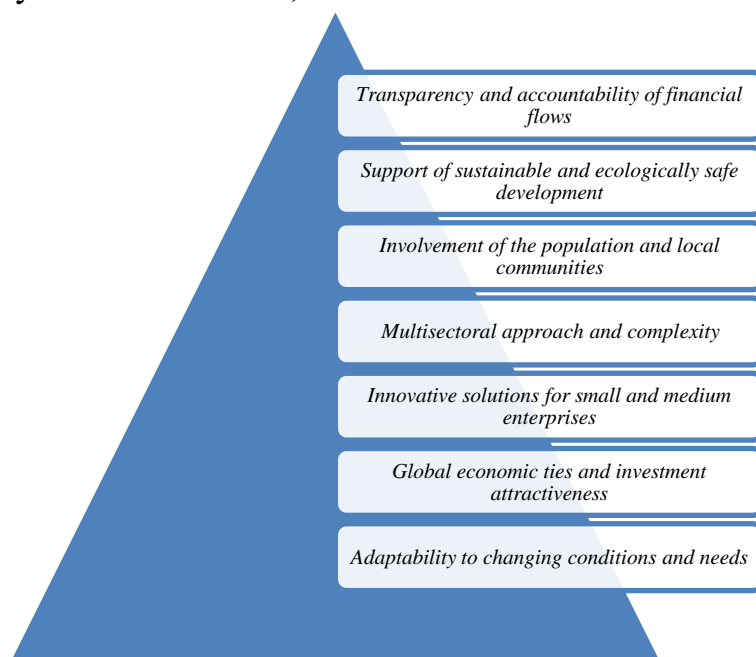 Transparency and accountability of financial
flows
Support of sustainable and ecologically safe
development
Involvement of the population and local
communities
Multisectoral approach and complexity
Innovative solutions for small and medium
enterprises
Global economic ties and investment
attractiveness
Adaptability to changing conditions and needs